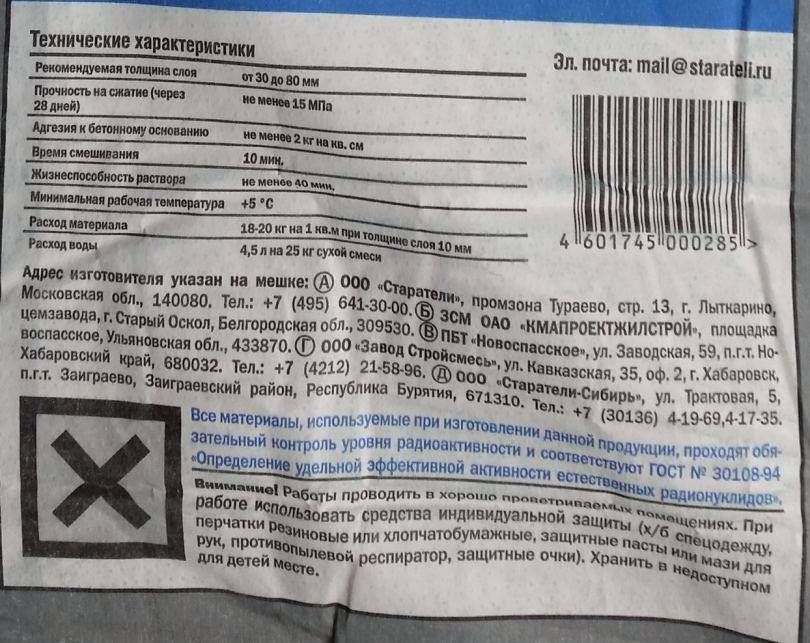 Технические характеристики
Рекомендуемая толщина слоя от 30 до 80 мм
Прочность на сжатие (через
28 дней) не менее 15 МПа
Адгезия к бетонному основанию не менее 2 кг на кв. см
Время смешивания 10 мин.
Жизнеспособность раствора не менее 40 мин.
Минимальная рабочая температура +5 °С
Расход материала 18-20 кг на 1 кв.м при толщине слоя 10 мм
Расход воды 4,5 л на 25 кг сухой смеси
Эл. почта: mail@starateli.ru
4 601745 000285 >
Адрес изготовителя указан на мешке: А ООО «Старатели», промзона Тураево, стр. 13, г. Лыткарино,
Московская обл., 140080. Тел.: +7 (495) 641-30-00. Б ЗСМ ОАО «КМАПРОЕКТЖИЛСТРОЙ», площадка
цемзавода, г. Старый Оскол, Белгородская обл., 309530. В ПБТ «Новоспасское», ул. Заводская, 59, п.г.т. Но-
воспасское, Ульяновская обл., 433870. Г ООО «Завод Стройсмесь», ул. Кавказская, 35, оф. 2, г. Хабаровск,
Хабаровский край, 680032. Тел.: +7 (4212) 21-58-96. Д ООО «Старатели-Сибирь», ул. Трактовая, 5,
п.г.т. Заиграево, Заиграевский район, Республика Бурятия, 671310. Тел.: +7 (30136) 4-19-69,4-17-35.
Все материалы, используемые при изготовлении данной продукции, проходят обя-
зательный контроль уровня радиоактивности и соответствуют ГОСТ № 30108-94
«Определение удельной эффективной активности естественных радионуклидов».
Внимание! Работы проводить в хорошо проветриваемых помещениях. При
работе использовать средства индивидуальной защиты (х/б спецодежду,
перчатки резиновые или хлопчатобумажные, защитные пасты или мази для
рук, противопылевой респиратор, защитные очки). Хранить в недоступном
для детей месте.